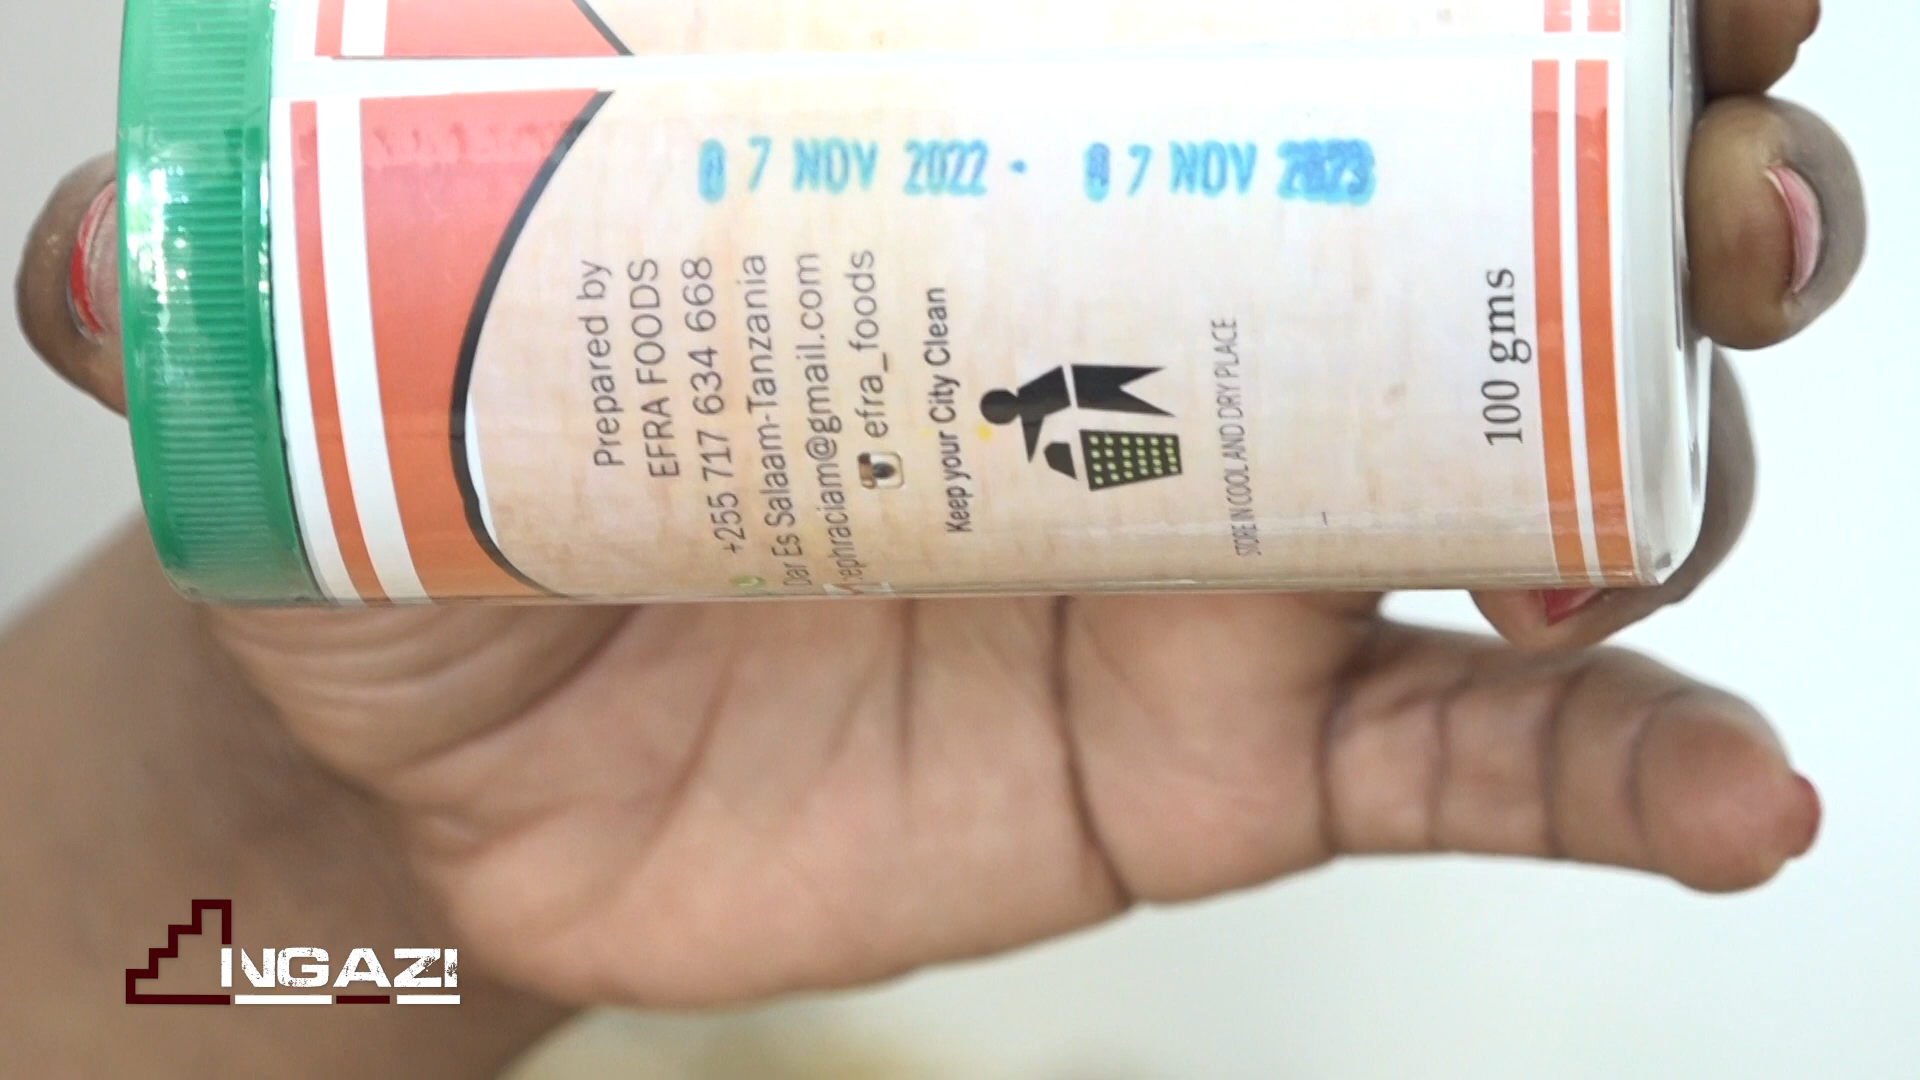 07 NOV 2022 - 07 NOV 2023
Prepared by
EFRA FOODS
+255 717 634 668
Dar Es Salaam-Tanzania
ephraciam@gmail.com
efra_foods
Keep your City Clean
STORE IN COOL AND DRY PLACE
100 gms
NGAZI